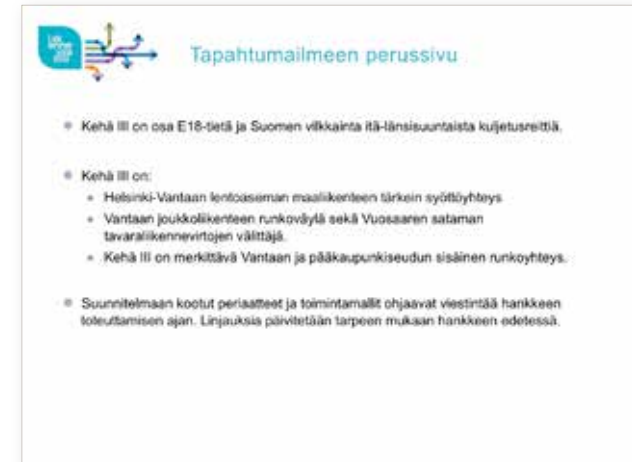 Tapahtumailmeen perussivu
Kehä III on osa E18-tietä ja Suomen vilkkainta itä-länsisuuntaista kuljetusreittiä.
Kehä III on:
Helsinki-Vantaan lentoaseman maaliikenteen tärkein syöttöyhteys
Vantaan joukkoliikenteen runkoväylä sekä Vuosaaren sataman
tavaraliikennevirtojen välittäjä.
Kehä III on merkittävä Vantaan ja pääkaupunkiseudun sisäinen runkoyhteys.
Suunnitelmaan kootut periaatteet ja toimintamallit ohjaavat viestintää hankkeen
toteuttamisen ajan. Linjauksia päivitetään tarpeen mukaan hankkeen edetessä.